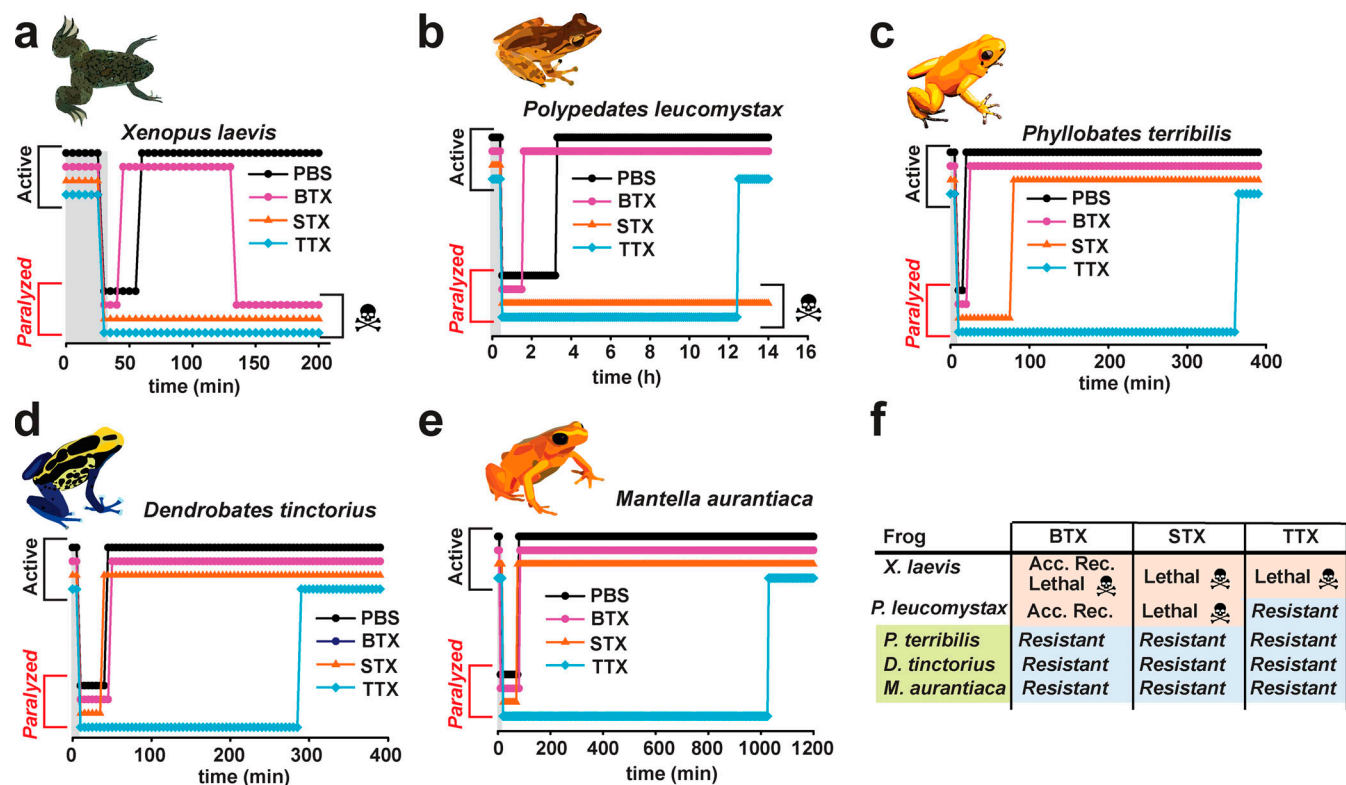 a
Xenopus laevis
Active
Paralyzed
PBS
BTX
STX
TTX
0 50 100 150 200
time (min)
b
Polypedates leucomystax
Active
Paralyzed
PBS
BTX
STX
TTX
0 2 4 6 8 10 12 14 16
time (h)
c
Phyllobates terribilis
Active
Paralyzed
PBS
BTX
STX
TTX
0 100 200 300 400
time (min)
d
Dendrobates tinctorius
Active
Paralyzed
PBS
BTX
STX
TTX
0 100 200 300 400
time (min)
e
Mantella aurantiaca
Active
Paralyzed
PBS
BTX
STX
TTX
0 200 400 600 800 1000 1200
time (min)
f
Frog BTX STX TTX
X. laevis Acc. Rec. Lethal Lethal Lethal
P. leucomystax Acc. Rec. Lethal Resistant
P. terribilis Resistant Resistant Resistant
D. tinctorius Resistant Resistant Resistant
M. aurantiaca Resistant Resistant Resistant